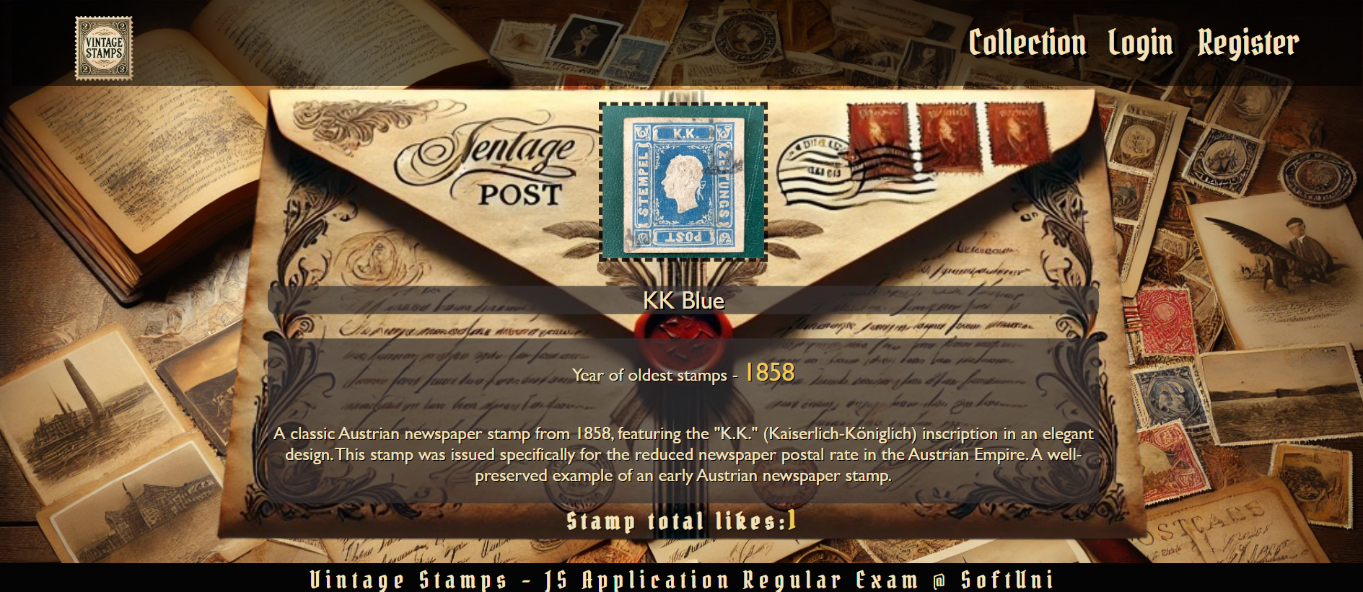 VINTAGE
STAMPS
Collection Login Register
Sentage
POST
K.K.
STEMPEL
ZEITUNGS
POST
KK Blue
Year of oldest stamps - 1858
A classic Austrian newspaper stamp from 1858, featuring the "K.K." (Kaiserlich-Königlich) inscription in an elegant
design. This stamp was issued specifically for the reduced newspaper postal rate in the Austrian Empire. A well-
preserved example of an early Austrian newspaper stamp.
Stamp total likes:1
Vintage Stamps - JS Application Regular Exam @ SoftUni